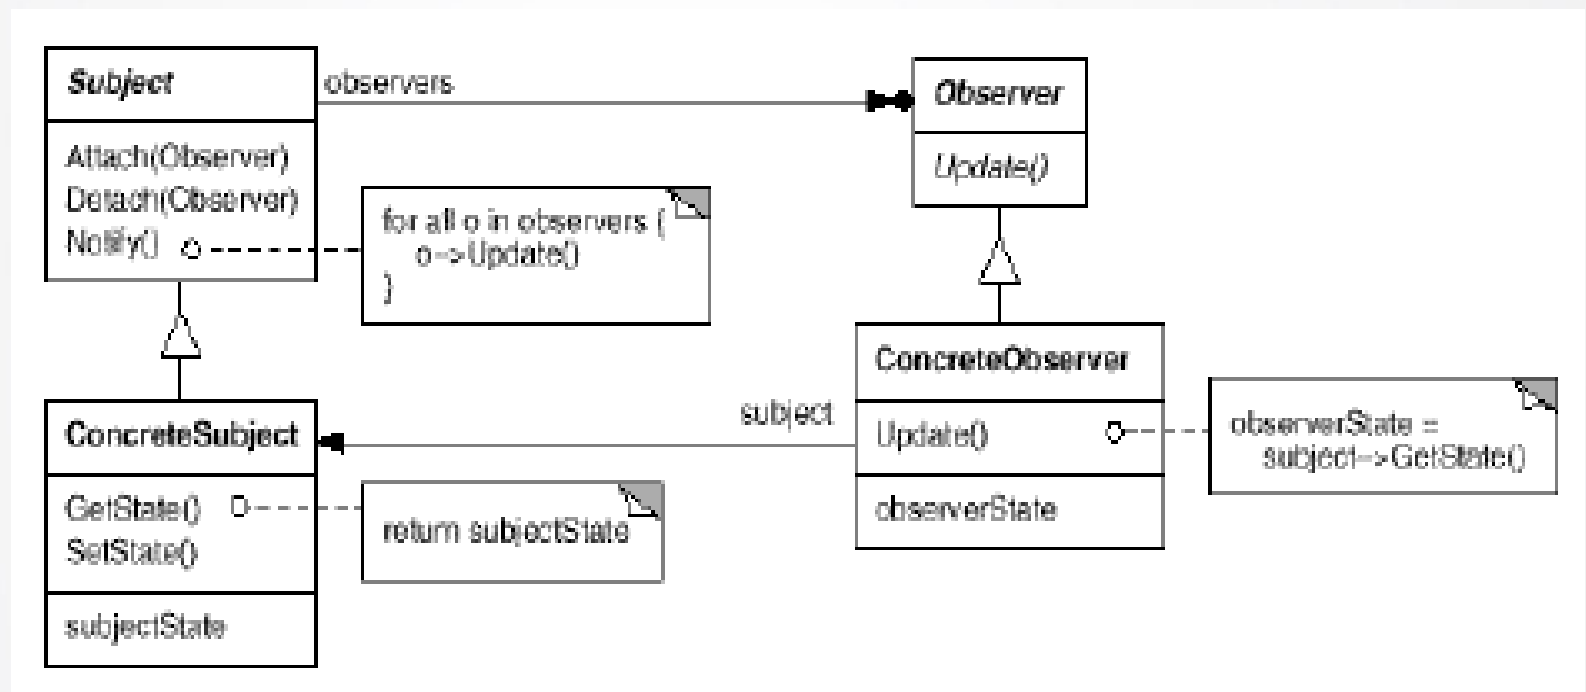 Subject
Attach(Observer)
Detach(Observer)
Notify()
observers
Observer
Update()
for all o in observers {
o->Update()
}
ConcreteSubject
GetState()
SetState()
subjectState
return subjectState
subject
ConcreteObserver
Update()
observerState
observerState =
subject->GetState()